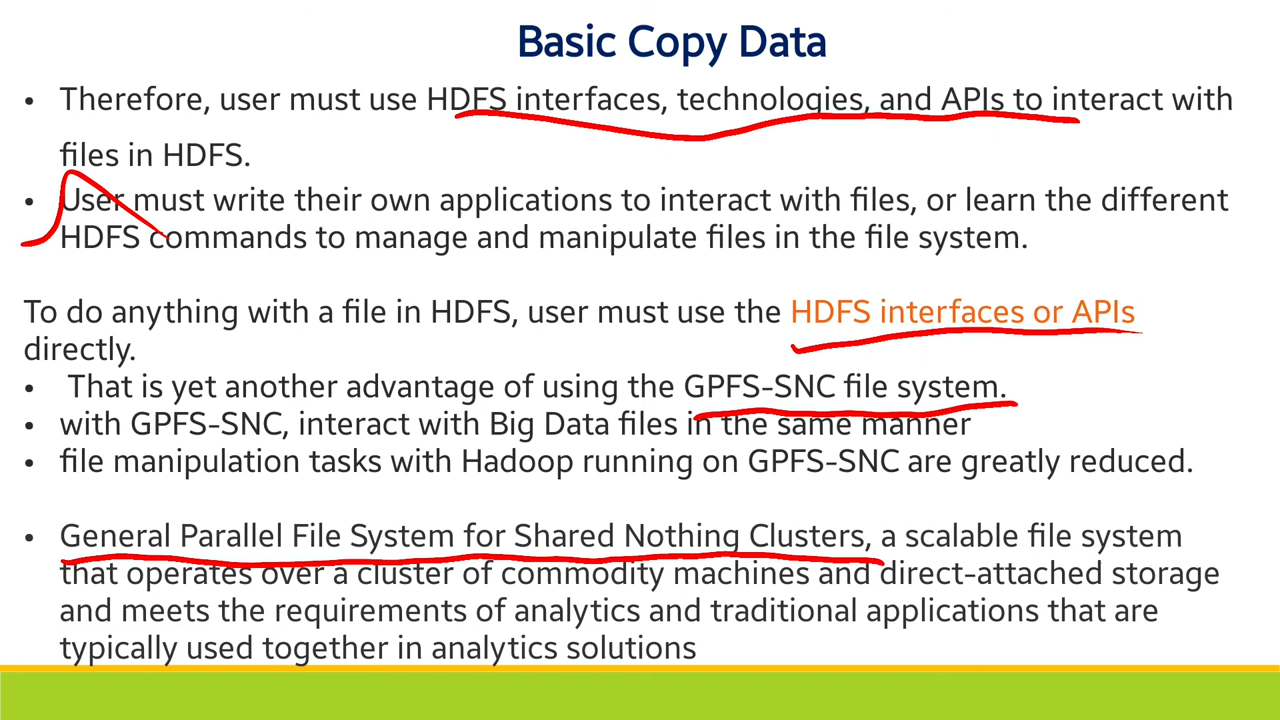 Basic Copy Data
• Therefore, user must use HDFS interfaces, technologies, and APIs to interact with
files in HDFS.
• User must write their own applications to interact with files, or learn the different
HDFS commands to manage and manipulate files in the file system.
To do anything with a file in HDFS, user must use the HDFS interfaces or APIs
directly.
• That is yet another advantage of using the GPFS-SNC file system.
• with GPFS-SNC, interact with Big Data files in the same manner
• file manipulation tasks with Hadoop running on GPFS-SNC are greatly reduced.
• General Parallel File System for Shared Nothing Clusters, a scalable file system
that operates over a cluster of commodity machines and direct-attached storage
and meets the requirements of analytics and traditional applications that are
typically used together in analytics solutions